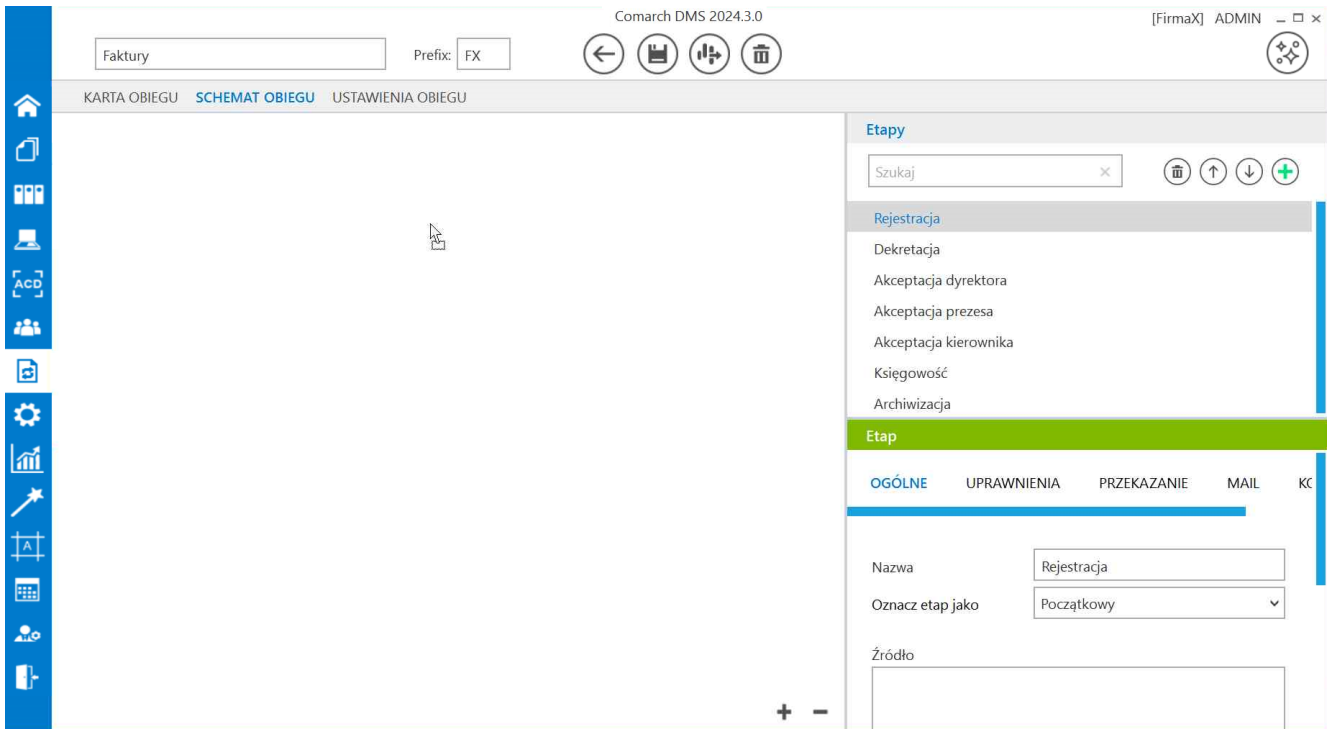 Comarch DMS 2024.3.0
[FirmaX] ADMIN
Faktury
Prefix: FX
KARTA OBIEGU SCHEMAT OBIEGU USTAWIENIA OBIEGU
Etapy
Szukaj
Rejestracja
Dekretacja
Akceptacja dyrektora
Akceptacja prezesa
Akceptacja kierownika
Księgowość
Archiwizacja
Etap
OGÓLNE UPRAWNIENIA PRZEKAZANIE MAIL KO
Nazwa Rejestracja
Oznacz etap jako Początkowy
Źródło
ACD
A